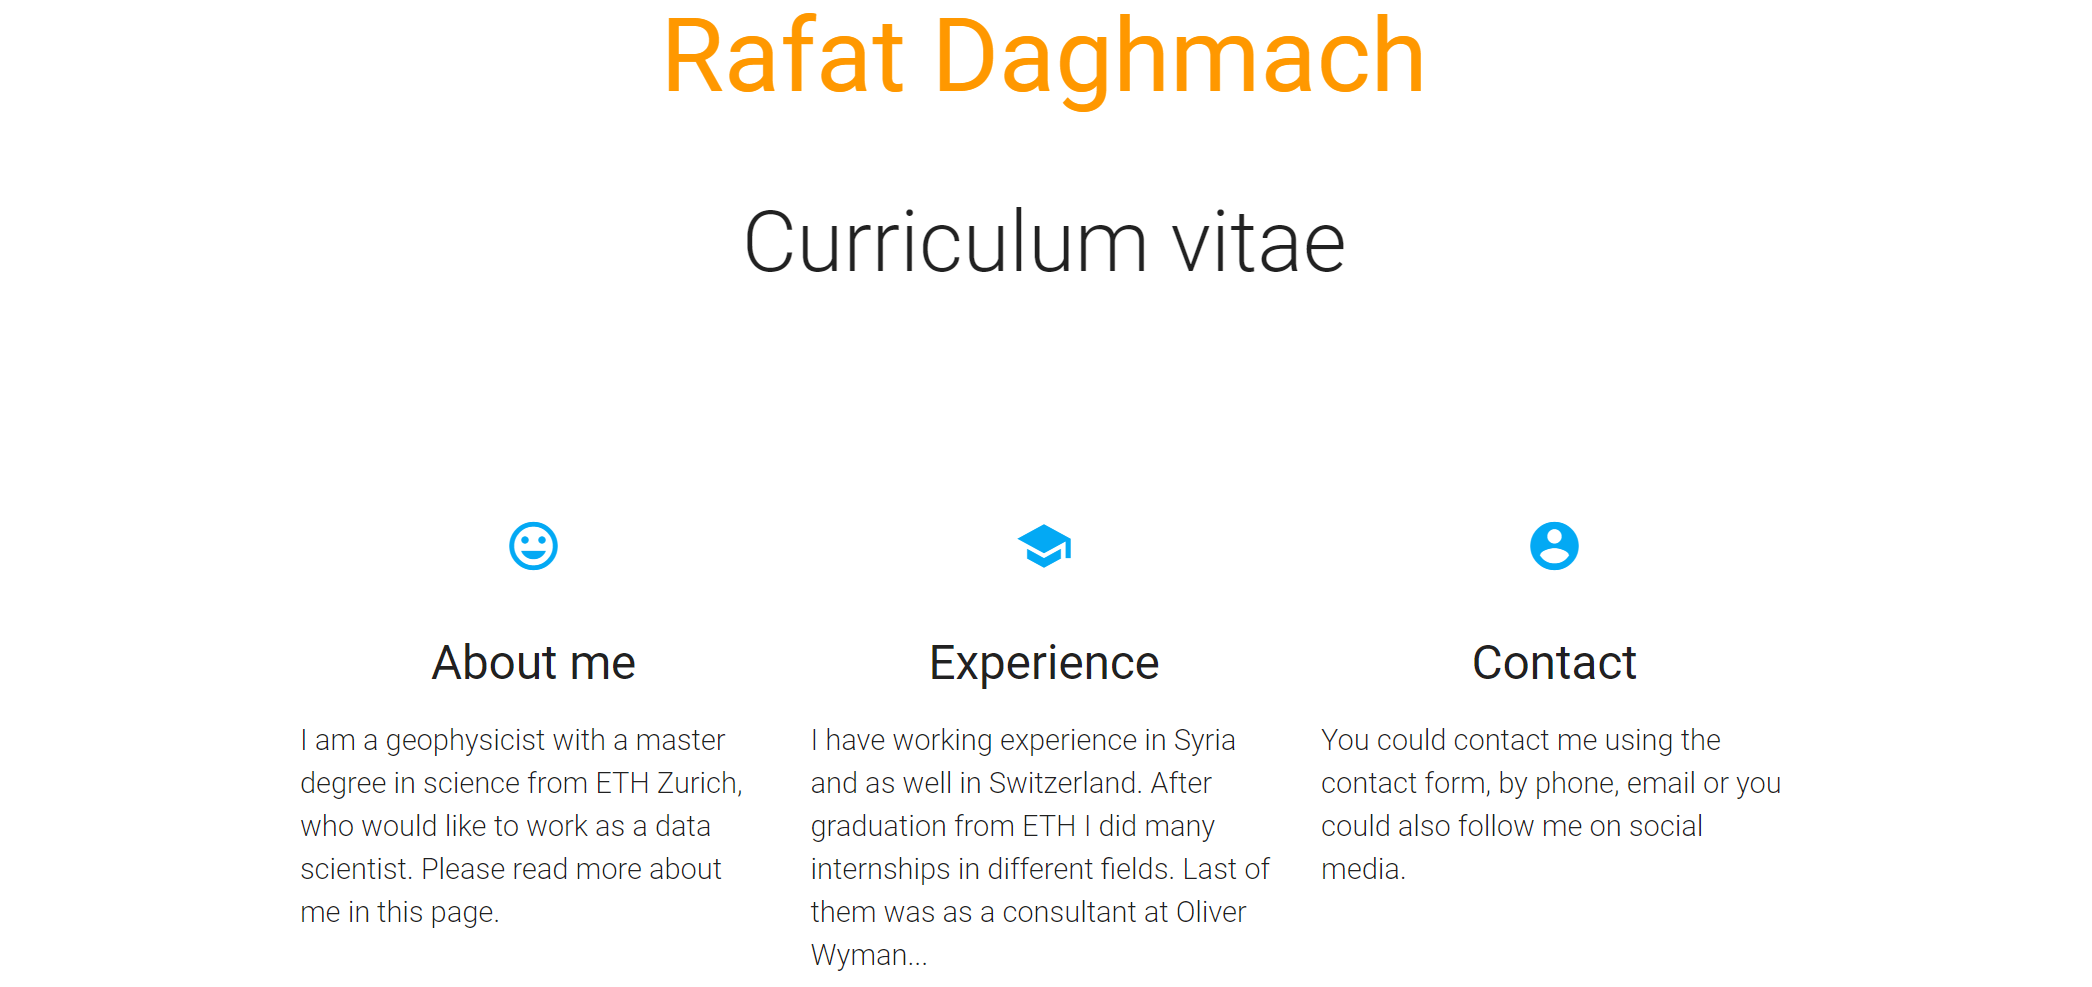 Rafat Daghmach
Curriculum vitae
About me
I am a geophysicist with a master
degree in science from ETH Zurich,
who would like to work as a data
scientist. Please read more about
me in this page.
Experience
I have working experience in Syria
and as well in Switzerland. After
graduation from ETH I did many
internships in different fields. Last of
them was as a consultant at Oliver
Wyman...
Contact
You could contact me using the
contact form, by phone, email or you
could also follow me on social
media.